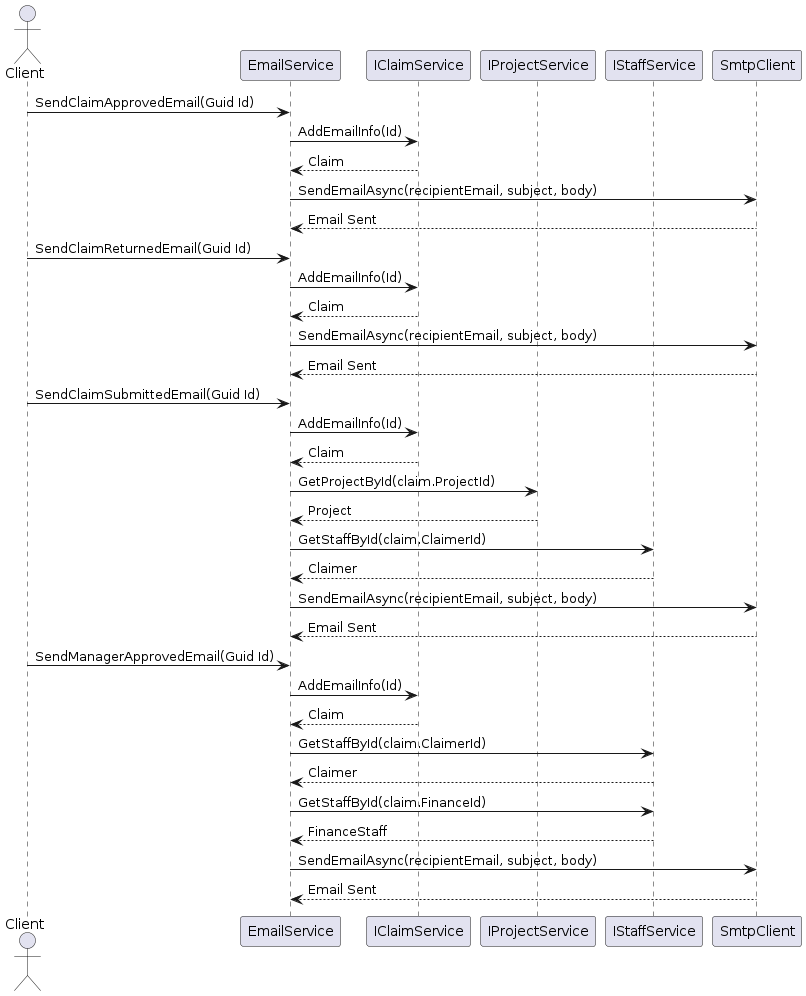 Client
EmailService IClaimService IProjectService IStaffService SmtpClient
SendClaimApprovedEmail(Guid Id)
AddEmailInfo(Id)
Claim
SendEmailAsync(recipientEmail, subject, body)
Email Sent
SendClaimReturnedEmail(Guid Id)
AddEmailInfo(Id)
Claim
SendEmailAsync(recipientEmail, subject, body)
Email Sent
SendClaimSubmittedEmail(Guid Id)
AddEmailInfo(Id)
Claim
GetProjectById(claim.ProjectId)
Project
GetStaffById(claim.ClaimerId)
Claimer
SendEmailAsync(recipientEmail, subject, body)
Email Sent
SendManagerApprovedEmail(Guid Id)
AddEmailInfo(Id)
Claim
GetStaffById(claim.ClaimerId)
Claimer
GetStaffById(claim.FinanceId)
FinanceStaff
SendEmailAsync(recipientEmail, subject, body)
Email Sent
Client
EmailService IClaimService IProjectService IStaffService SmtpClient